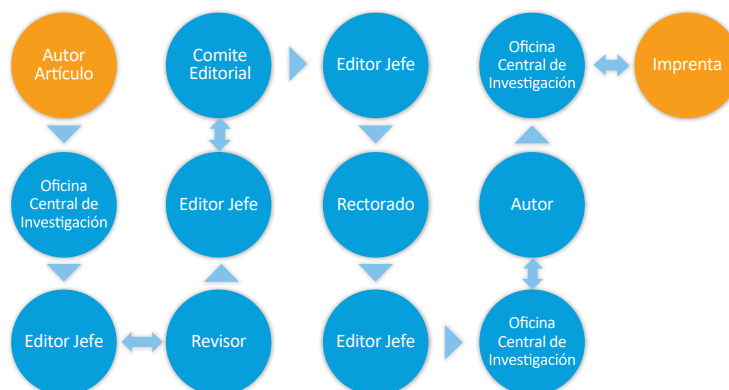 Autor
Artículo
Oficina
Central de
Investigación
Editor Jefe
Revisor
Editor Jefe
Comite
Editorial
Editor Jefe
Rectorado
Editor Jefe
Oficina
Central de
Investigación
Autor
Oficina
Central de
Investigación
Imprenta